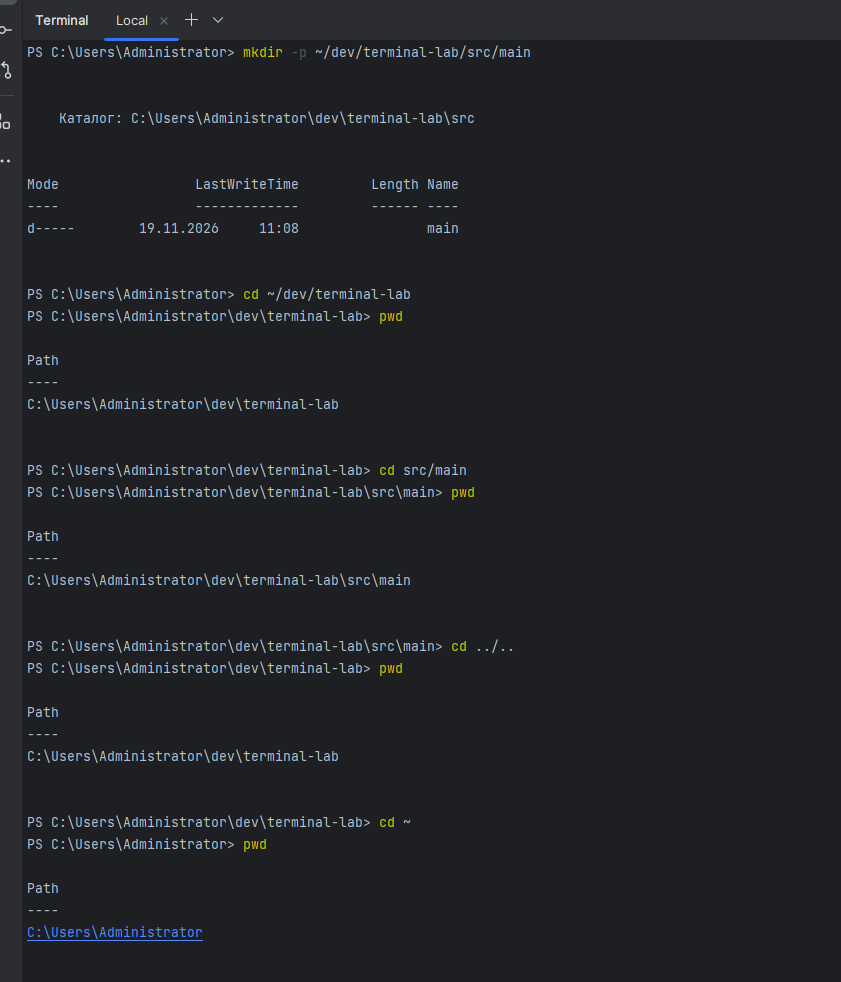 Terminal Local
PS C:\Users\Administrator> mkdir -p ~/dev/terminal-lab/src/main
Каталог: C:\Users\Administrator\dev\terminal-lab\src
Mode LastWriteTime Length Name
---- ------------- ------ ----
d----- 19.11.2026 11:08 main
PS C:\Users\Administrator> cd ~/dev/terminal-lab
PS C:\Users\Administrator\dev\terminal-lab> pwd
Path
----
C:\Users\Administrator\dev\terminal-lab
PS C:\Users\Administrator\dev\terminal-lab> cd src/main
PS C:\Users\Administrator\dev\terminal-lab\src\main> pwd
Path
----
C:\Users\Administrator\dev\terminal-lab\src\main
PS C:\Users\Administrator\dev\terminal-lab\src\main> cd ../..
PS C:\Users\Administrator\dev\terminal-lab> pwd
Path
----
C:\Users\Administrator\dev\terminal-lab
PS C:\Users\Administrator\dev\terminal-lab> cd ~
PS C:\Users\Administrator> pwd
Path
----
C:\Users\Administrator